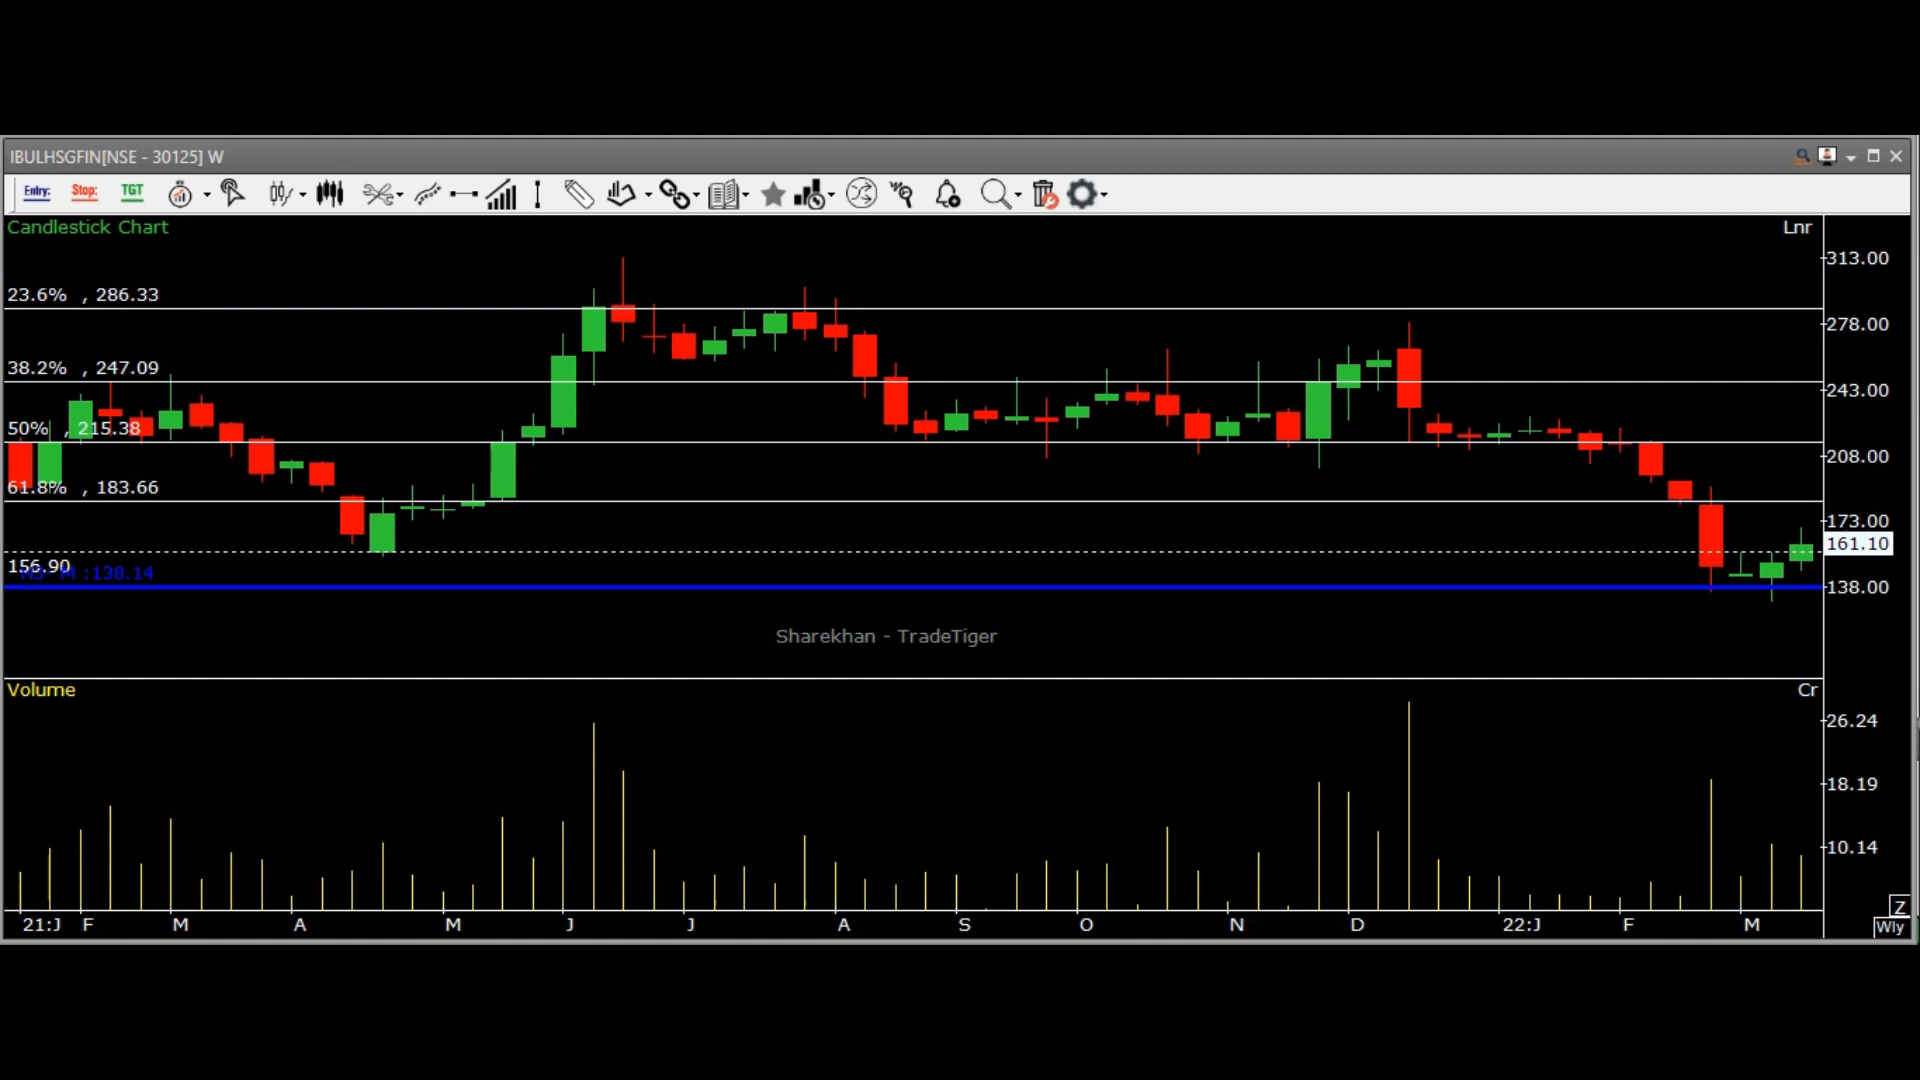 IBULHSGFIN[NSE - 30125] W
Entry: Stop: TGT
Candlestick Chart
Lnr
313.00
23.6% , 286.33
278.00
38.2% , 247.09
243.00
50% , 215.38
208.00
61.8% , 183.66
173.00
161.10
156.90
:138.14
138.00
Sharekhan - TradeTiger
Volume
Cr
26.24
18.19
10.14
21:J F M A M J J A S O N D 22:J F M
Z
Wly